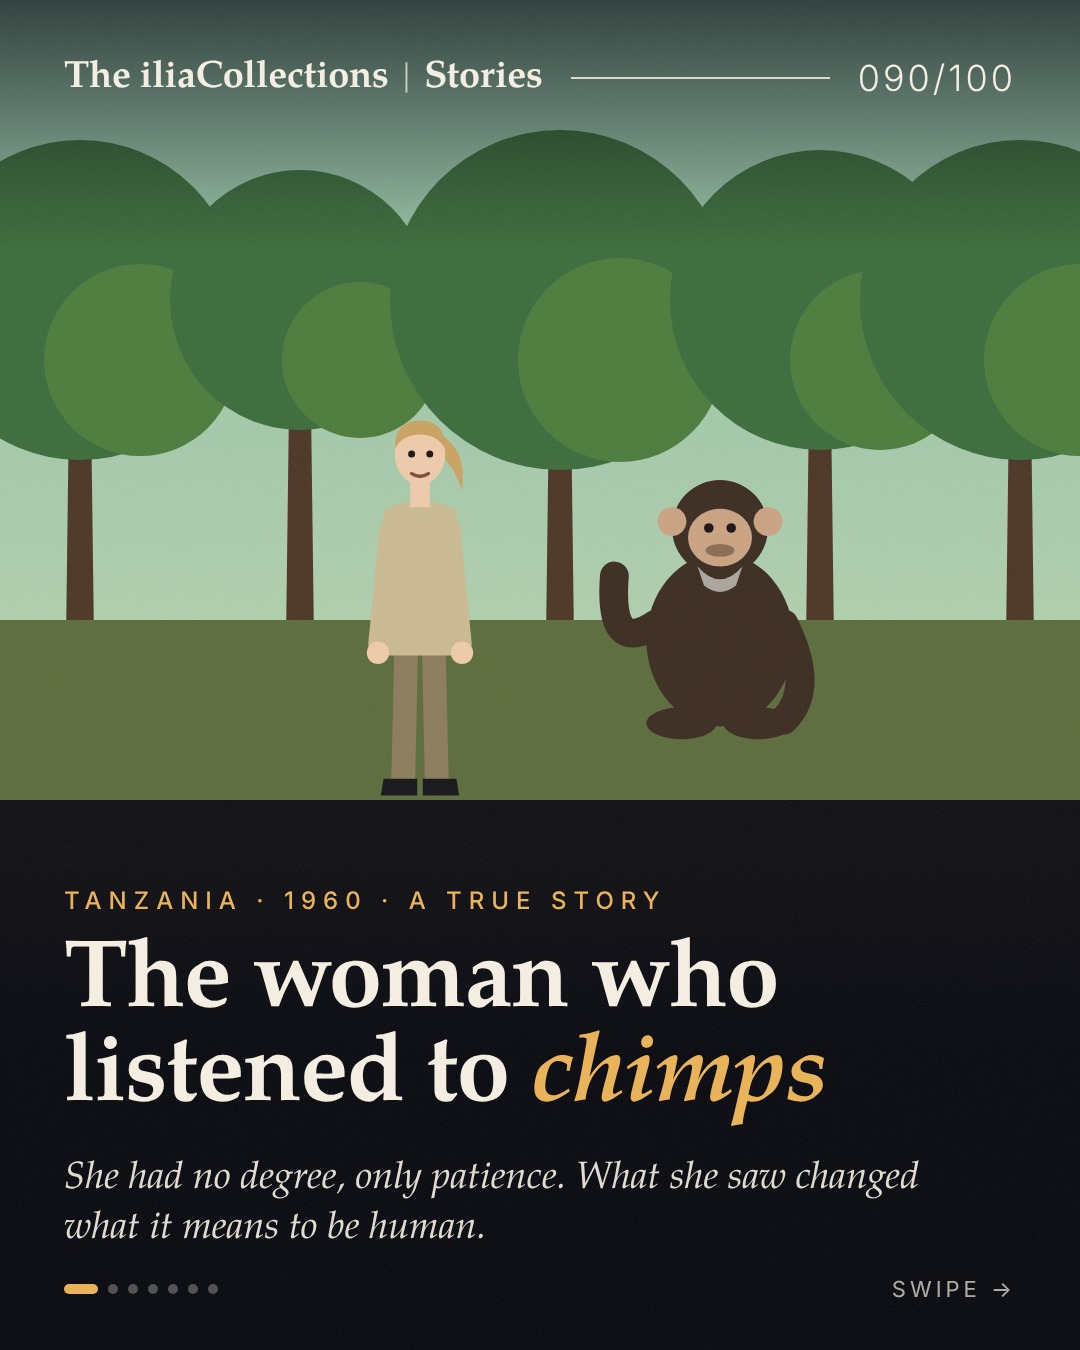 The iliaCollections | Stories 090/100
TANZANIA · 1960 · A TRUE STORY
The woman who
listened to chimps
She had no degree, only patience. What she saw changed
what it means to be human.
SWIPE →